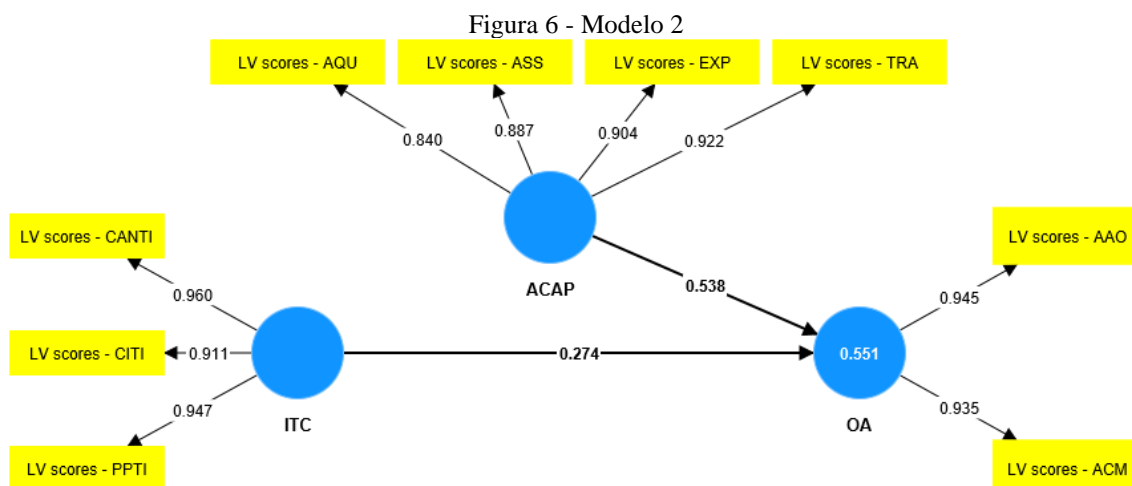 Figura 6 - Modelo 2
LV scores - AQU
LV scores - ASS
LV scores - EXP
LV scores - TRA
0.840
0.887
0.904
0.922
LV scores - CANTI
LV scores - AAO
ACAP
0.960
0.538
0.945
LV scores - CITI
0.911
0.274
0.551
0.947
0.935
ITC
OA
LV scores - PPTI
LV scores - ACM